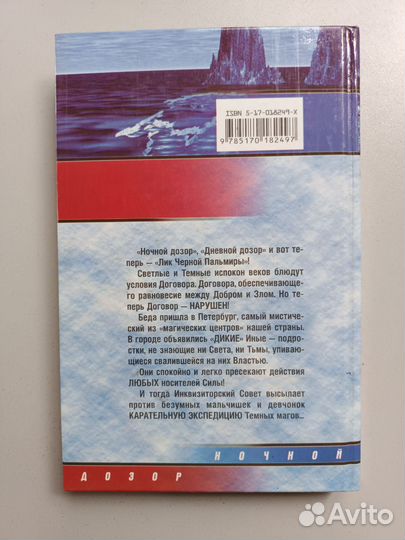 ISBN 5-17-018249-X
9 785170 182497
«Ночной дозор», «Дневной дозор» и вот те-
перь – «Лик Черной Пальмиры»!
Светлые и Темные испокон веков блюдут
условия Договора. Договора, обеспечивающе-
го равновесие между Добром и Злом. Но те-
перь Договор – НАРУШЕН!
Беда пришла в Петербург, самый мистичес-
кий из «магических центров» нашей страны.
В городе объявились «ДИКИЕ» Иные – подро-
стки, не знающие ни Света, ни Тьмы, упиваю-
щиеся свалившейся на них Властью.
Они спокойно и легко пресекают действия
ЛЮБЫХ носителей Силы!
И тогда Инквизиторский Совет высылает
против безумных мальчишек и девчонок
КАРАТЕЛЬНУЮ ЭКСПЕДИЦИЮ Темных магов...
НОЧНОЙ
ДОЗОР
Avito